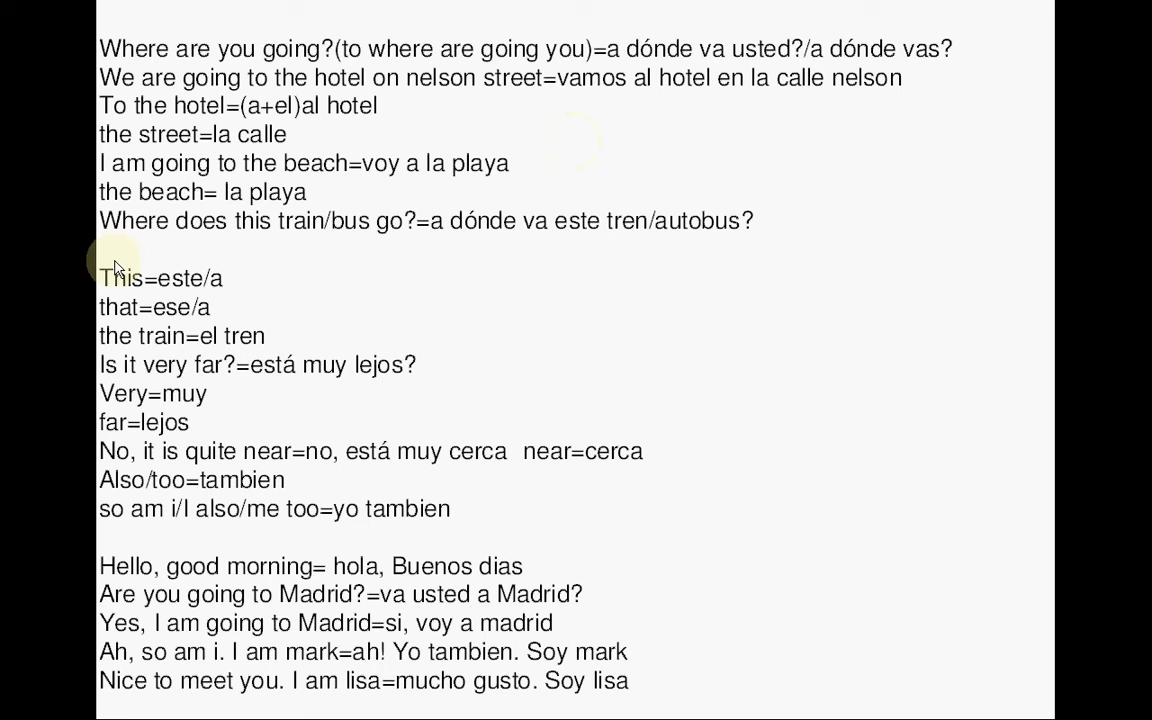 Where are you going?(to where are going you)=a dónde va usted?/a dónde vas?
We are going to the hotel on nelson street=vamos al hotel en la calle nelson
To the hotel=(a+el)al hotel
the street=la calle
I am going to the beach=voy a la playa
the beach= la playa
Where does this train/bus go?=a dónde va este tren/autobus?
This=este/a
that=ese/a
the train=el tren
Is it very far?=está muy lejos?
Very=muy
far=lejos
No, it is quite near=no, está muy cerca  near=cerca
Also/too=tambien
so am i/I also/me too=yo tambien
Hello, good morning= hola, Buenos dias
Are you going to Madrid?=va usted a Madrid?
Yes, I am going to Madrid=si, voy a madrid
Ah, so am i. I am mark=ah! Yo tambien. Soy mark
Nice to meet you. I am lisa=mucho gusto. Soy lisa